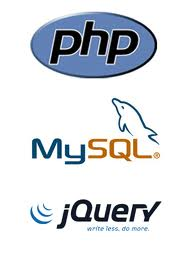 php
MySQL®
jQuery
write less, do more.